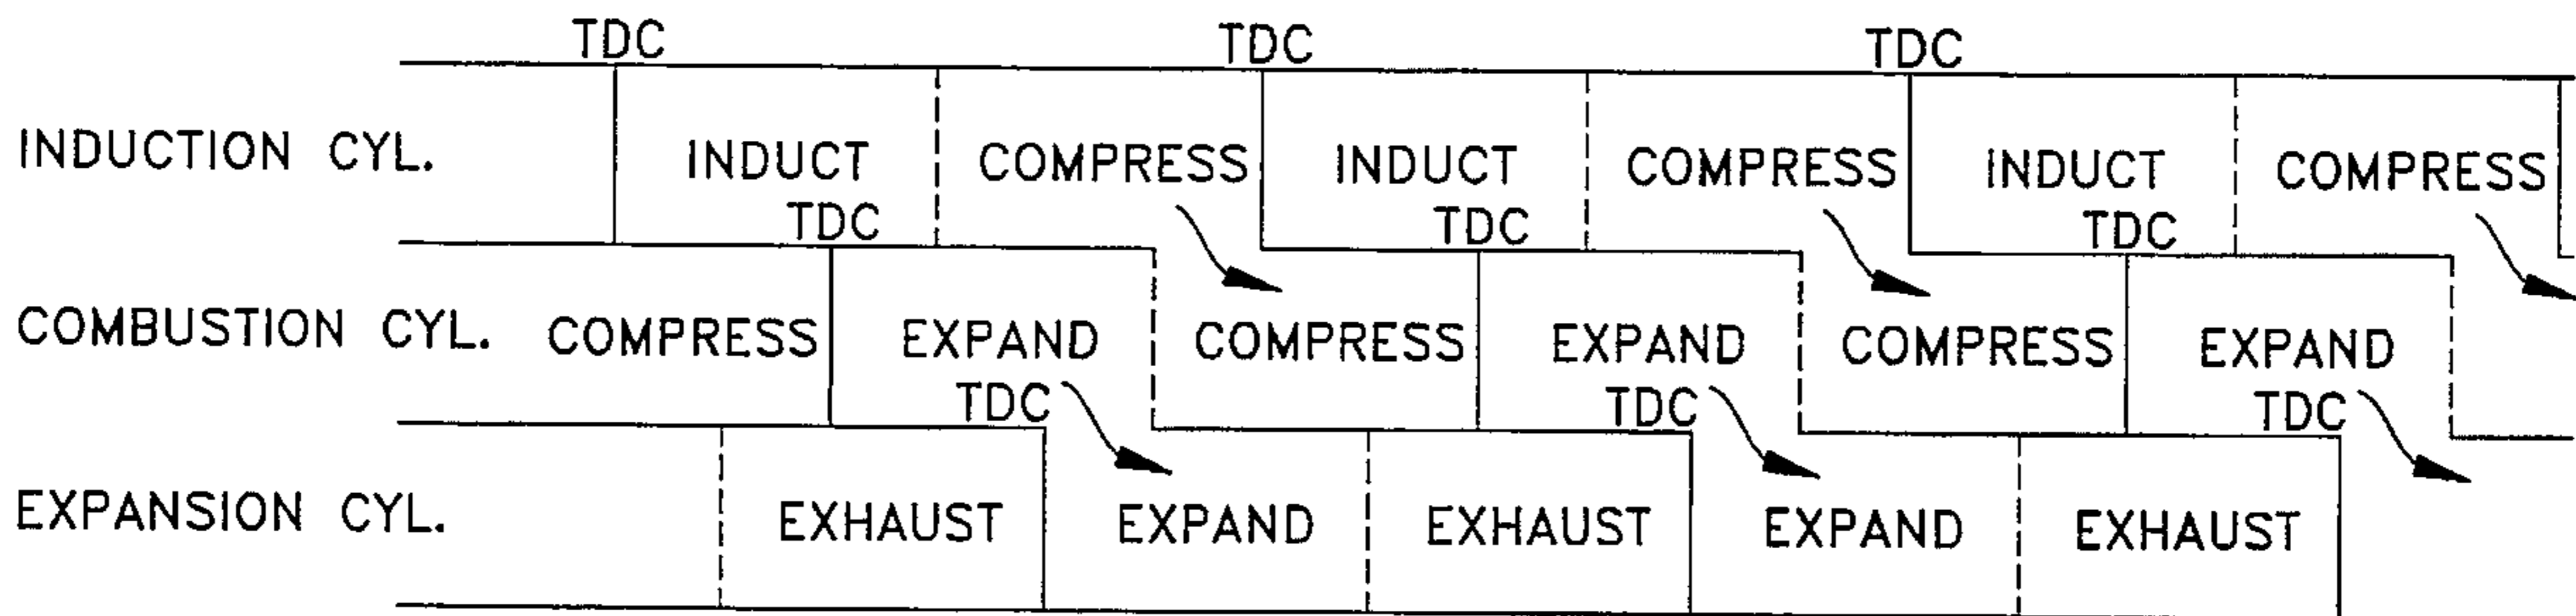 TDC TDC TDC
INDUCTION CYL. INDUCT COMPRESS INDUCT COMPRESS INDUCT COMPRESS
TDC TDC TDC
COMBUSTION CYL. COMPRESS EXPAND COMPRESS EXPAND COMPRESS EXPAND
TDC TDC TDC
EXPANSION CYL. EXHAUST EXPAND EXHAUST EXPAND EXHAUST